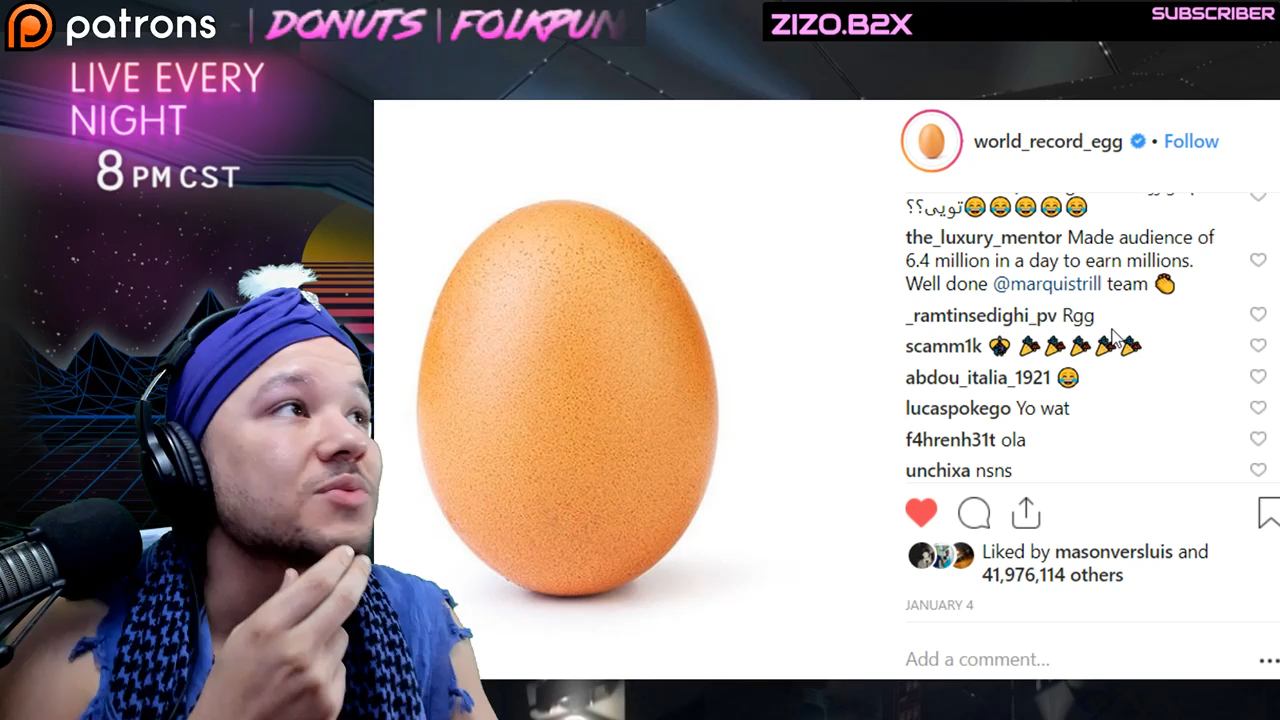 patrons | DONUTS | FOLKPUN
ZIZO.B2X
SUBSCRIBER
LIVE EVERY
NIGHT
8 PM CST
world_record_egg • Follow
تویی؟؟😂😂😂😂😂
the_luxury_mentor Made audience of
6.4 million in a day to earn millions.
Well done @marquistrill team 👏
_ramtinsedighi_pv Rgg
scamm1k
abdou_italia_1921 😂
lucaspokego Yo wat
f4hrenh31t ola
unchixa nsns
Liked by masonversluis and
41,976,114 others
JANUARY 4
Add a comment...